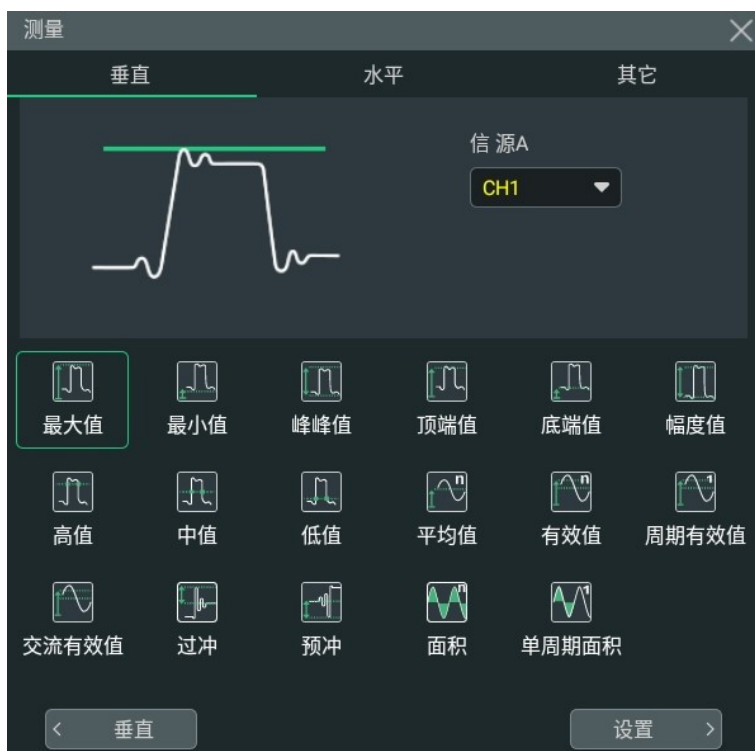 测量
垂直 水平 其它
信 源A
CH1
最大值 最小值 峰峰值 顶端值 底端值 幅度值
n n 1
高值 中值 低值 平均值 有效值 周期有效值
n 1
交流有效值 过冲 预冲 面积 单周期面积
垂直 设置